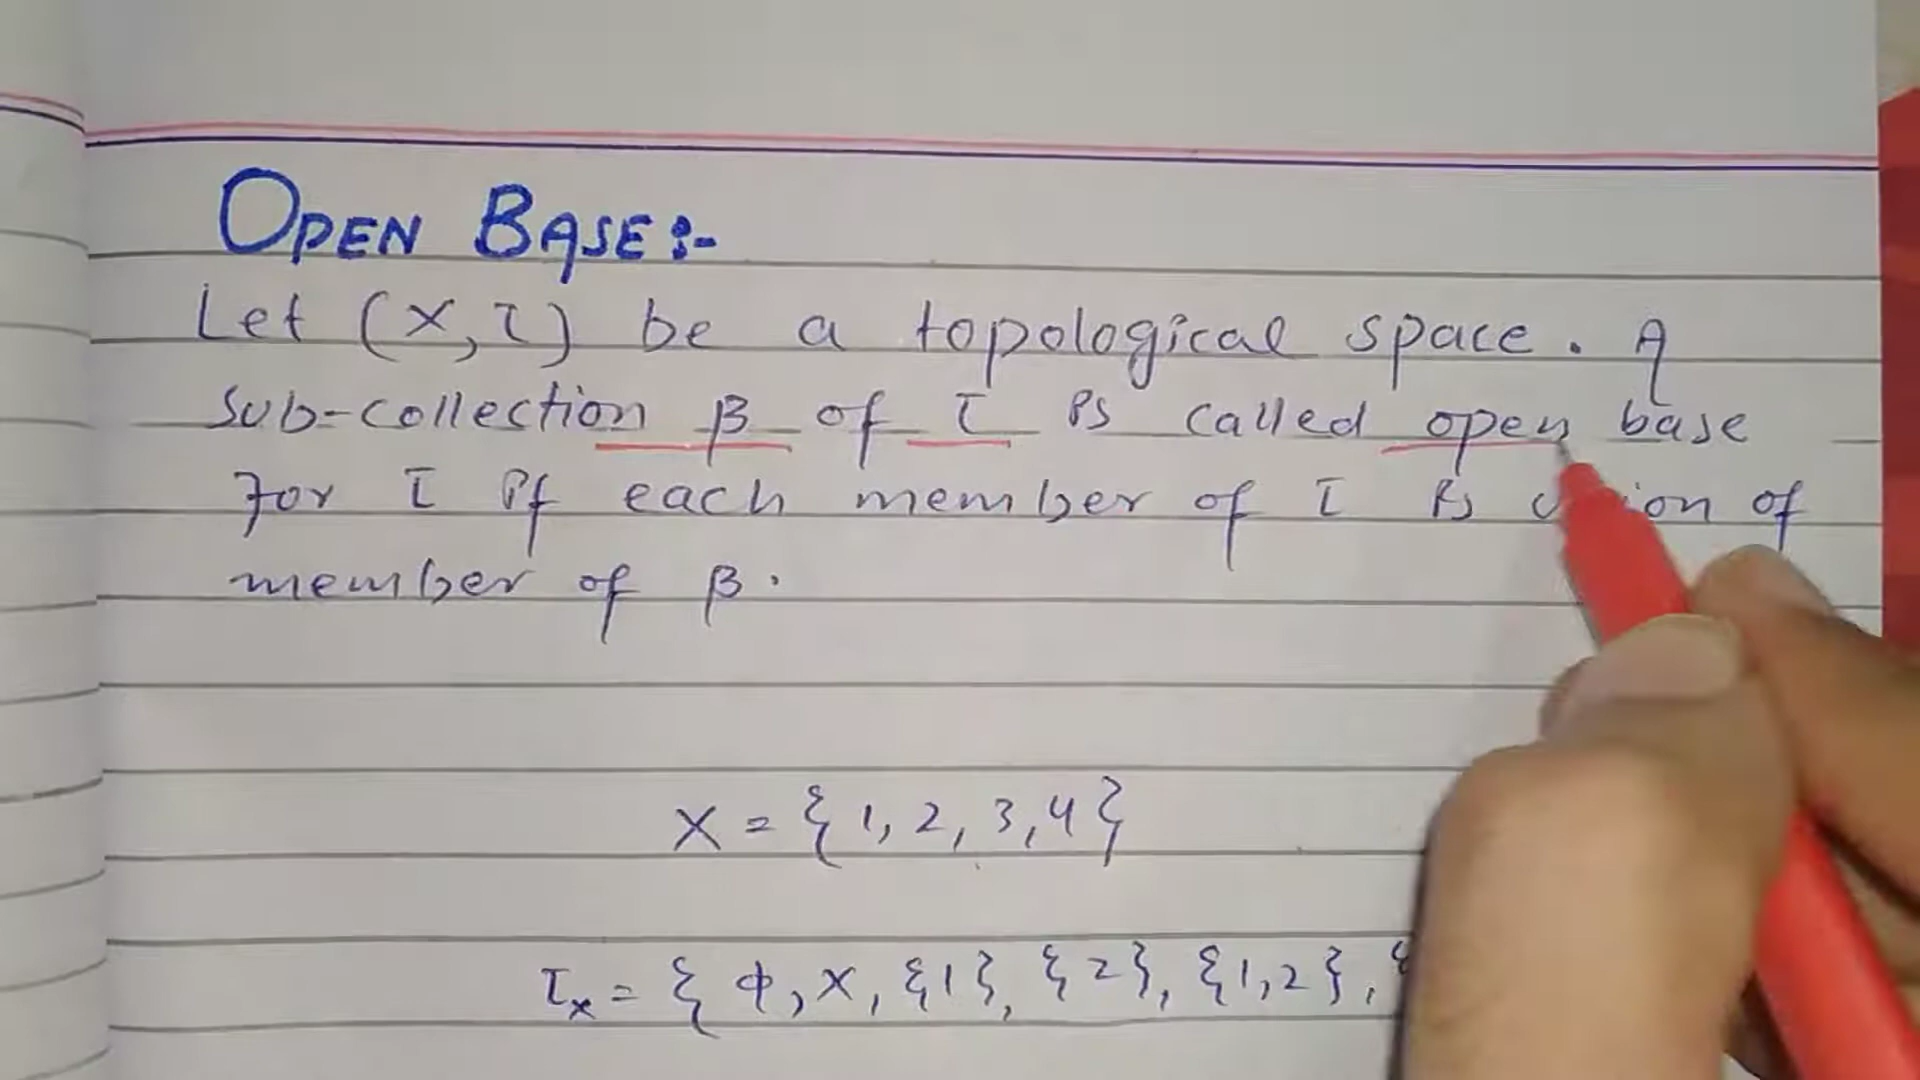 OPEN BASE:-
Let (X, τ) be a topological space. A
sub-collection β of τ is called open base
for τ if each member of τ is union of
member of β.
X = { 1, 2, 3, 4 }
τₓ = { φ, X, {1}, {2}, {1,2}, {